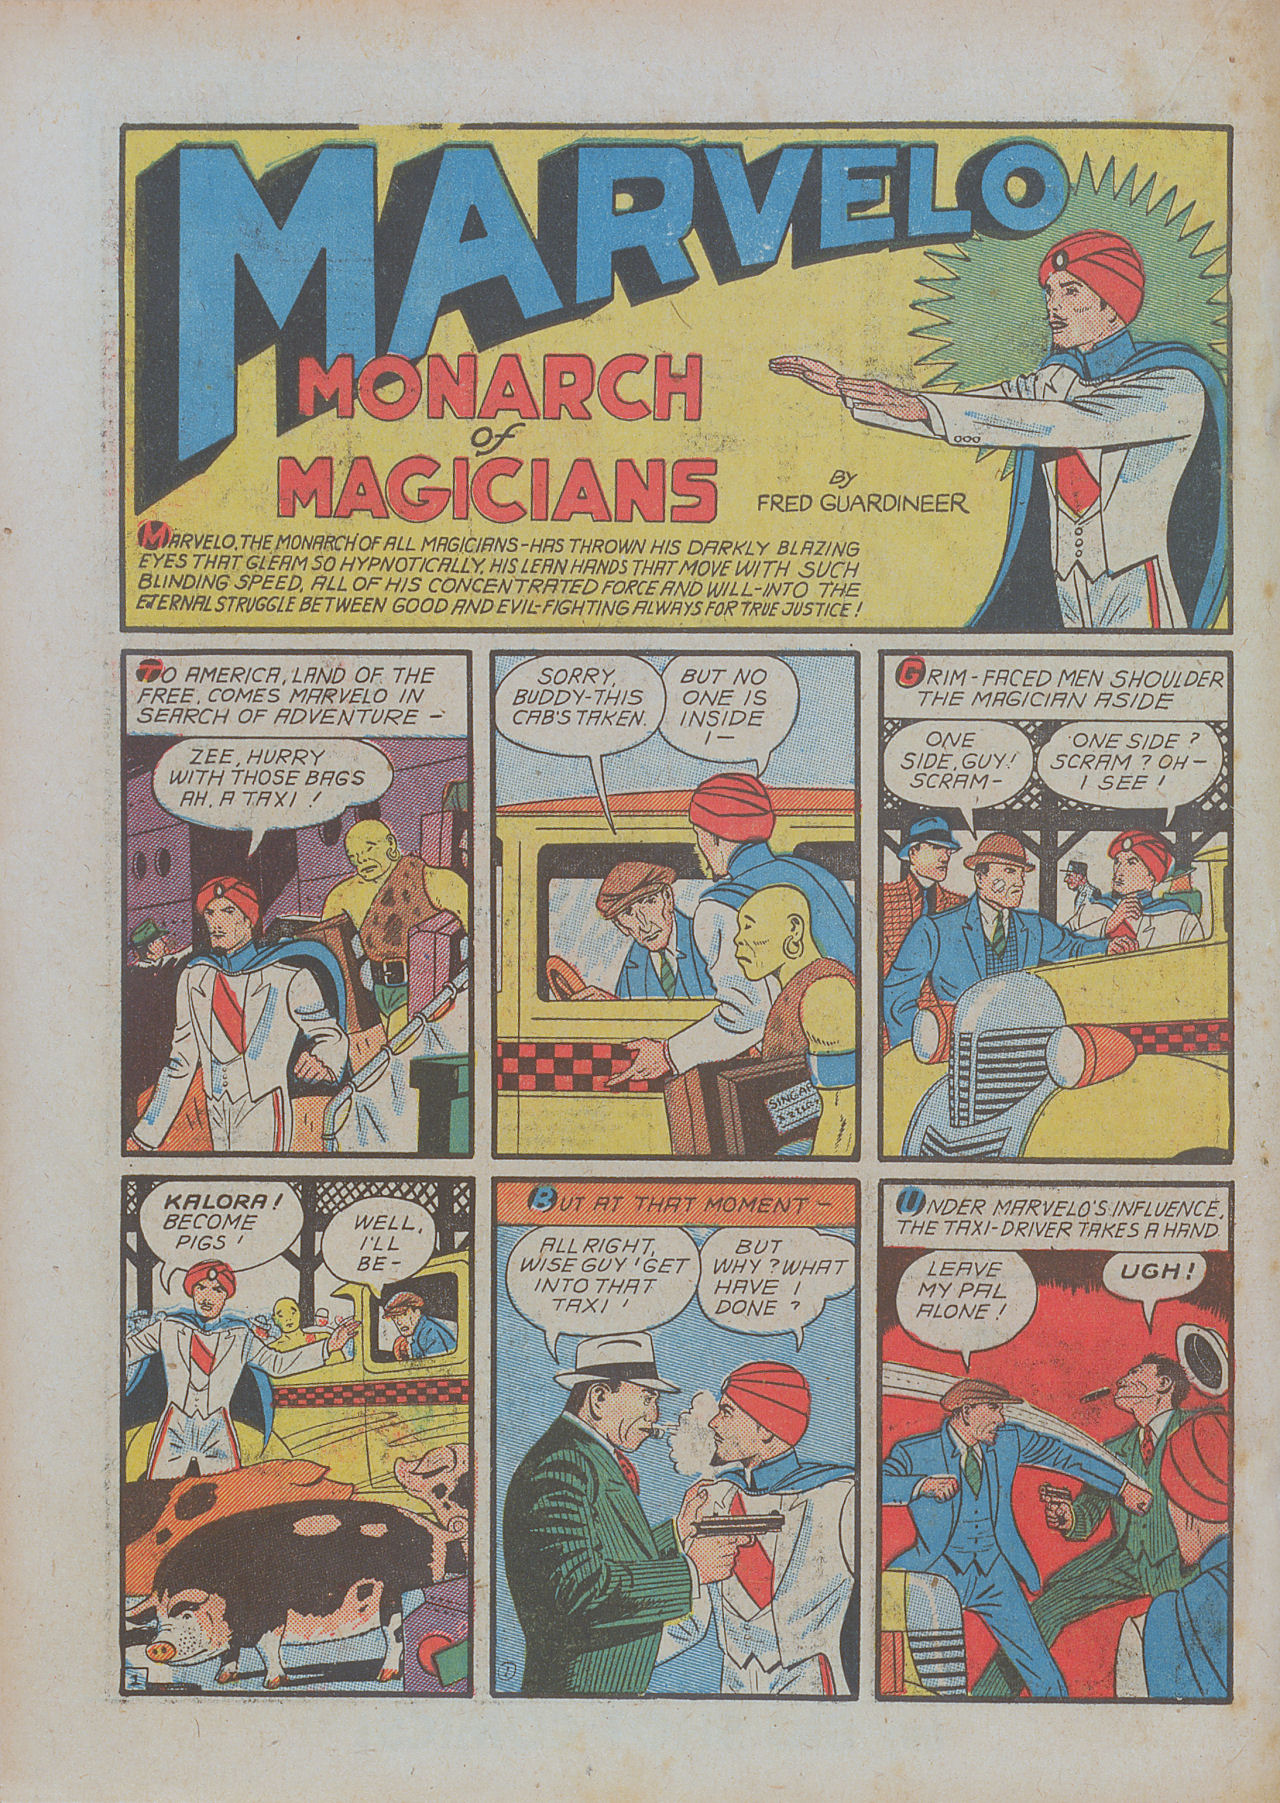 MARVELO
MONARCH
of
MAGICIANS
BY
FRED GUARDINEER
MARVELO, THE MONARCH OF ALL MAGICIANS-HAS THROWN HIS DARKLY BLAZING
EYES THAT GLEAM SO HYPNOTICALLY, HIS LEAN HANDS THAT MOVE WITH SUCH
BLINDING SPEED, ALL OF HIS CONCENTRATED FORCE AND WILL-INTO THE
ETERNAL STRUGGLE BETWEEN GOOD AND EVIL-FIGHTING ALWAYS FOR TRUE JUSTICE!
TO AMERICA, LAND OF THE
FREE, COMES MARVELO IN
SEARCH OF ADVENTURE -
ZEE, HURRY
WITH THOSE BAGS
AH, A TAXI!
SORRY,
BUDDY-THIS
CAB'S TAKEN.
BUT NO
ONE IS
INSIDE
I-
GRIM-FACED MEN SHOULDER
THE MAGICIAN ASIDE
ONE
SIDE, GUY!
SCRAM-
ONE SIDE?
SCRAM? OH-
I SEE!
KALORA!
BECOME
PIGS!
WELL,
I'LL
BE-
1
BUT AT THAT MOMENT-
ALL RIGHT,
WISE GUY! GET
INTO THAT
TAXI!
BUT
WHY? WHAT
HAVE I
DONE?
UNDER MARVELO'S INFLUENCE,
THE TAXI-DRIVER TAKES A HAND
LEAVE
MY PAL
ALONE!
UGH!